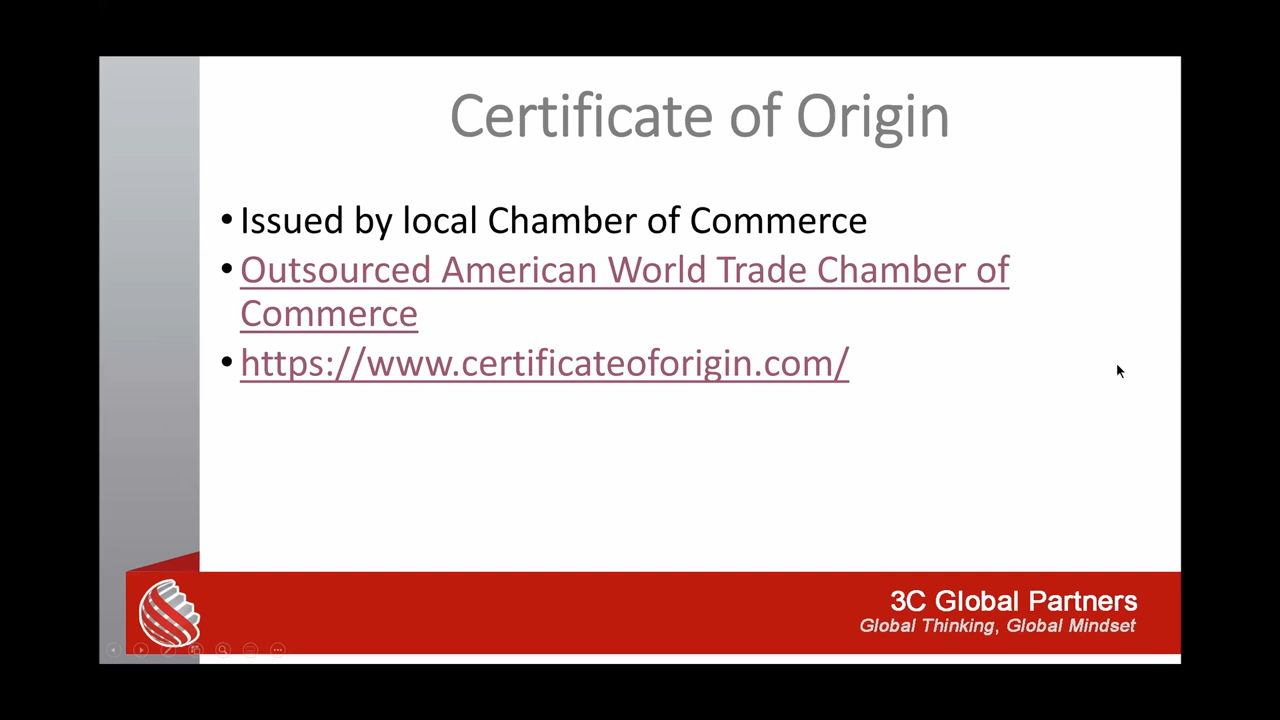 Certificate of Origin
• Issued by local Chamber of Commerce
• Outsourced American World Trade Chamber of
Commerce
• https://www.certificateoforigin.com/
3C Global Partners
Global Thinking, Global Mindset